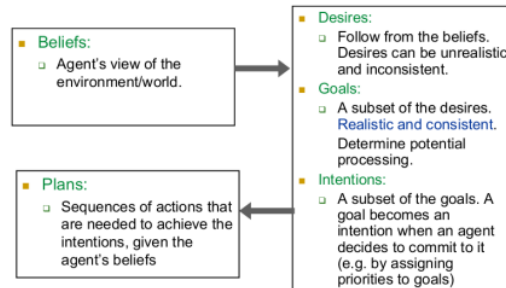 Beliefs:
Agent's view of the
environment/world.
Desires:
Follow from the beliefs.
Desires can be unrealistic
and inconsistent.
Goals:
A subset of the desires.
Realistic and consistent.
Determine potential
processing.
Intentions:
A subset of the goals. A
goal becomes an
intention when an agent
decides to commit to it
(e.g. by assigning
priorities to goals)
Plans:
Sequences of actions that
are needed to achieve the
intentions, given the
agent's beliefs